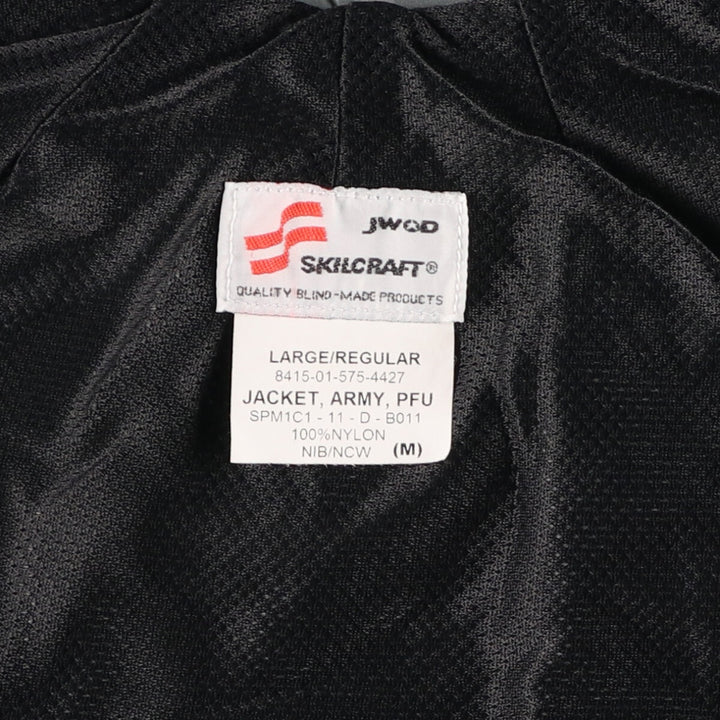 JWOD
SKILCRAFT®
QUALITY BLIND-MADE PRODUCTS
LARGE/REGULAR
8415-01-575-4427
JACKET, ARMY, PFU
SPM1C1 - 11 - D - B011
100%NYLON
NIB/NCW (M)